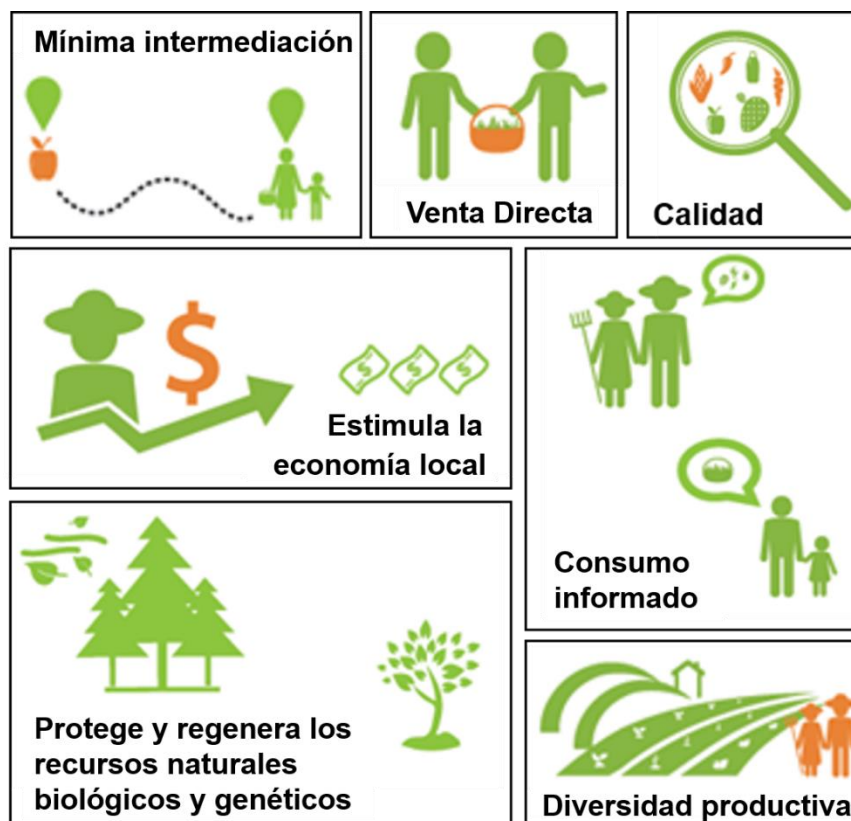 Mínima intermediación
Venta Directa
Calidad
Estimula la
economía local
Consumo
informado
Protege y regenera los
recursos naturales
biológicos y genéticos
Diversidad productiva